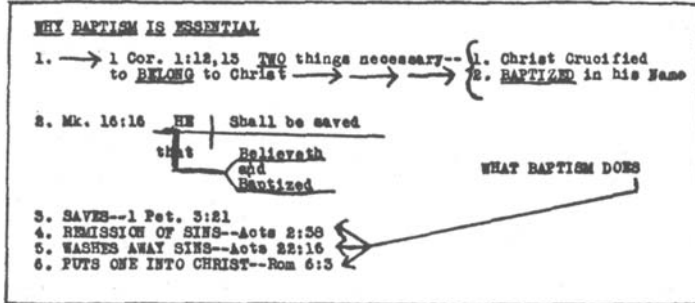 WHY BAPTISM IS ESSENTIAL
1. 1 Cor. 1:12,13 TWO things necessary-- 1. Christ Crucified
to BELONG to Christ 2. BAPTIZED in his Name
2. Mk. 16:16 HE Shall be saved
that Believeth
and
Baptized
WHAT BAPTISM DOES
3. SAVES--1 Pet. 3:21
4. REMISSION OF SINS--Acts 2:38
5. WASHES AWAY SINS--Acts 22:16
6. PUTS ONE INTO CHRIST--Rom 6:3